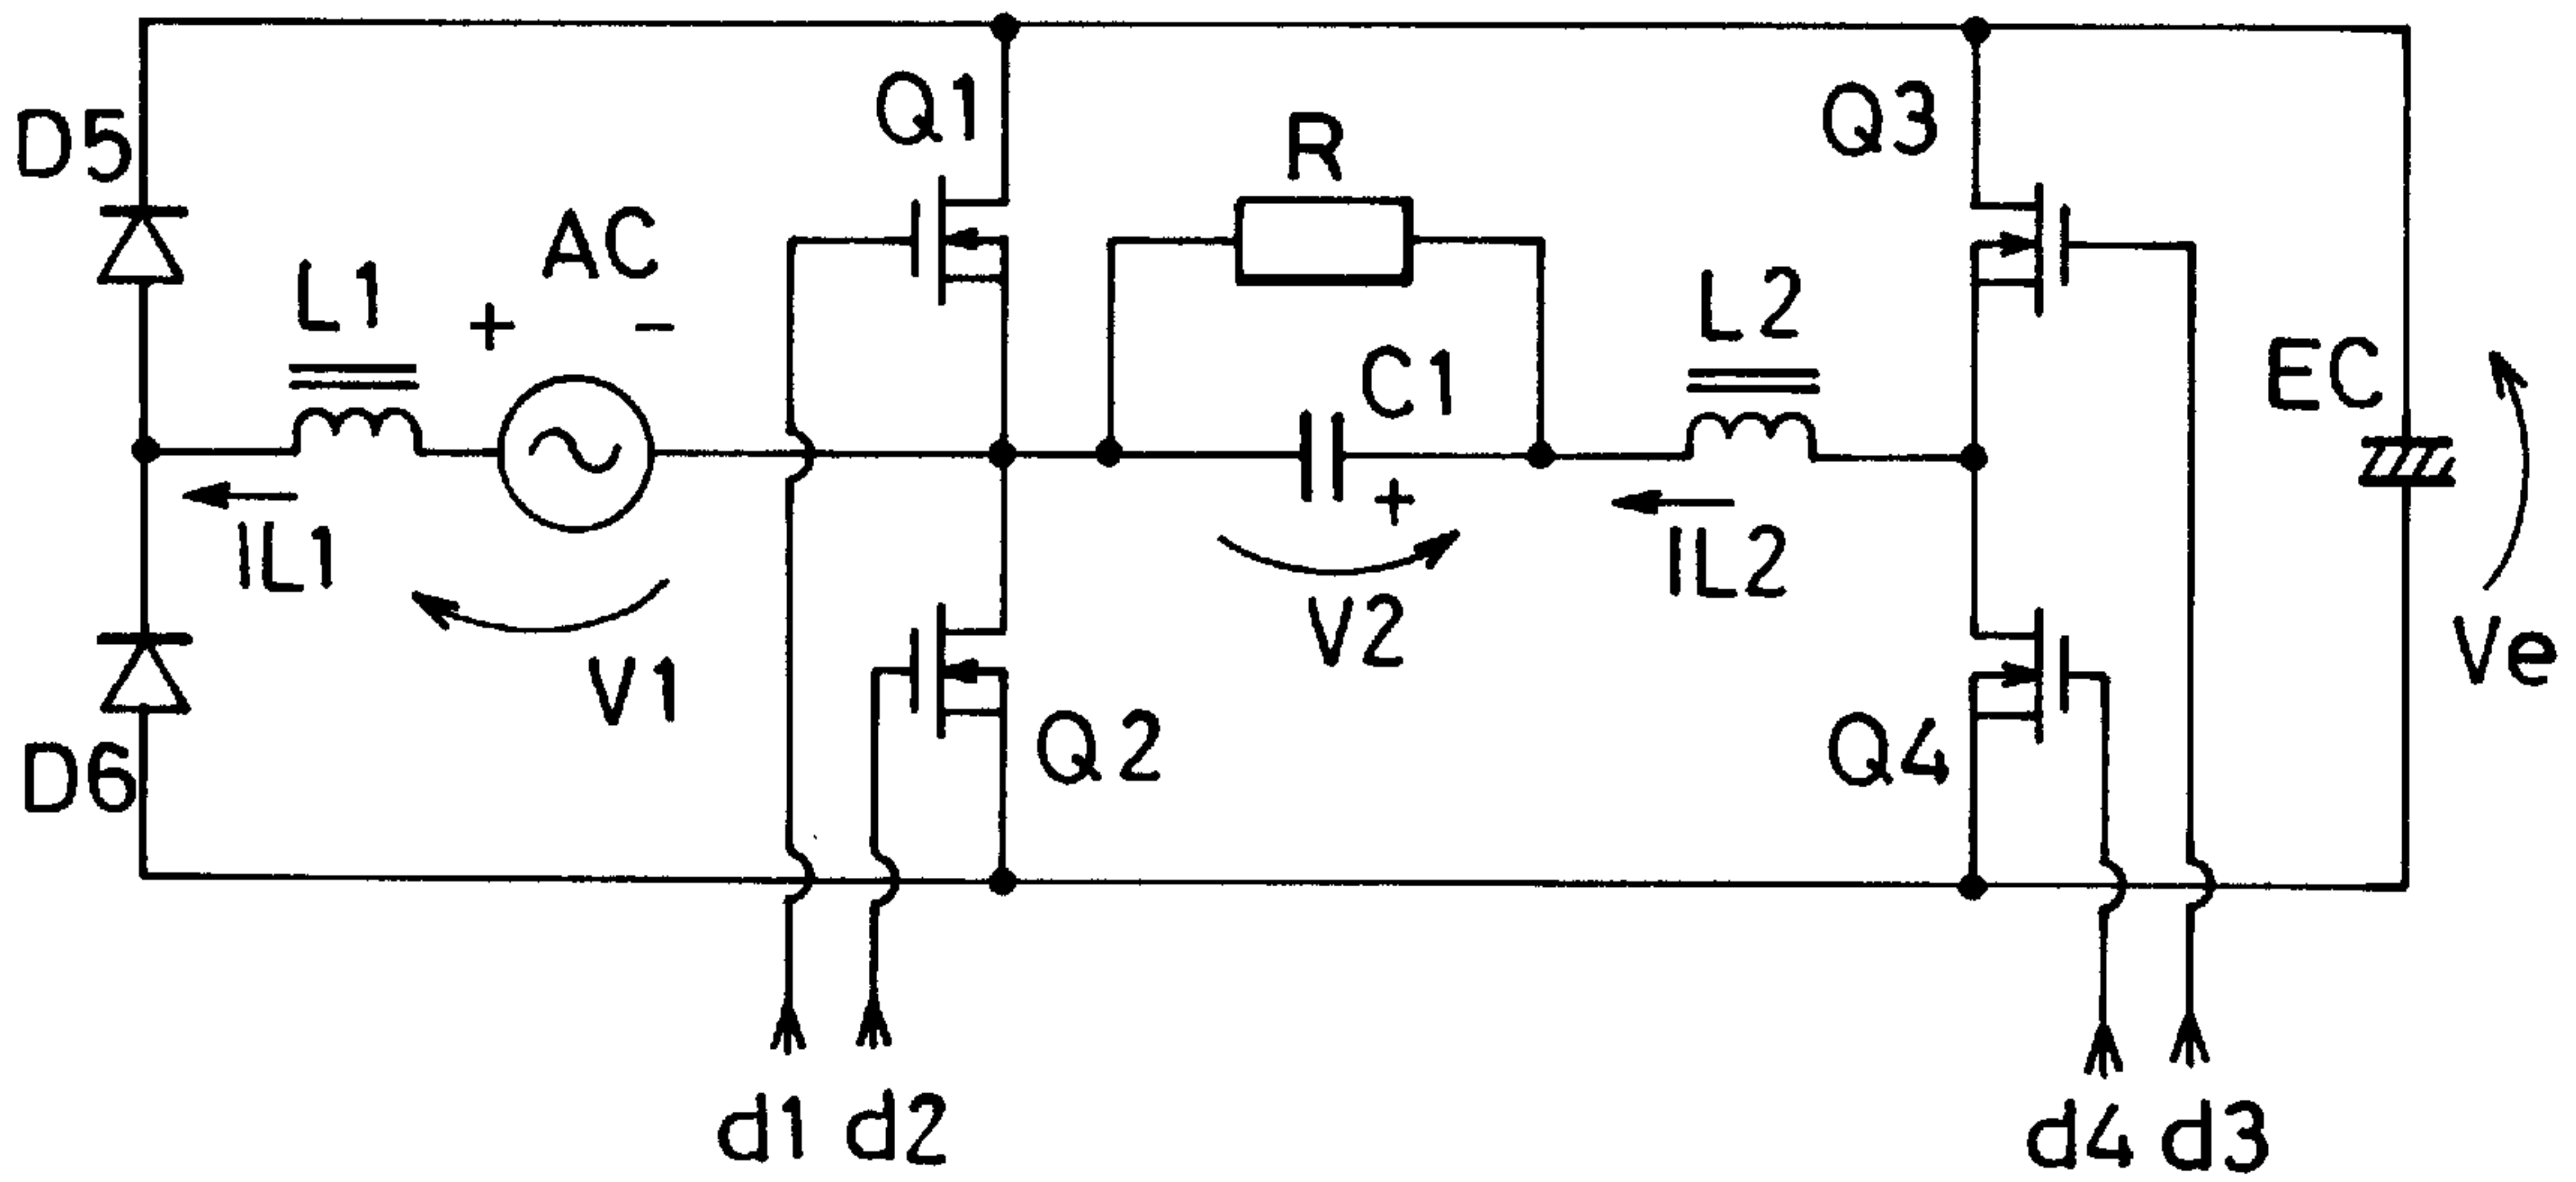 D5
Q1
R
Q3
AC
L1
+ −
L2
C1
EC
+
IL1
IL2
V1
V2
Ve
D6
Q2
Q4
d1 d2
d4 d3